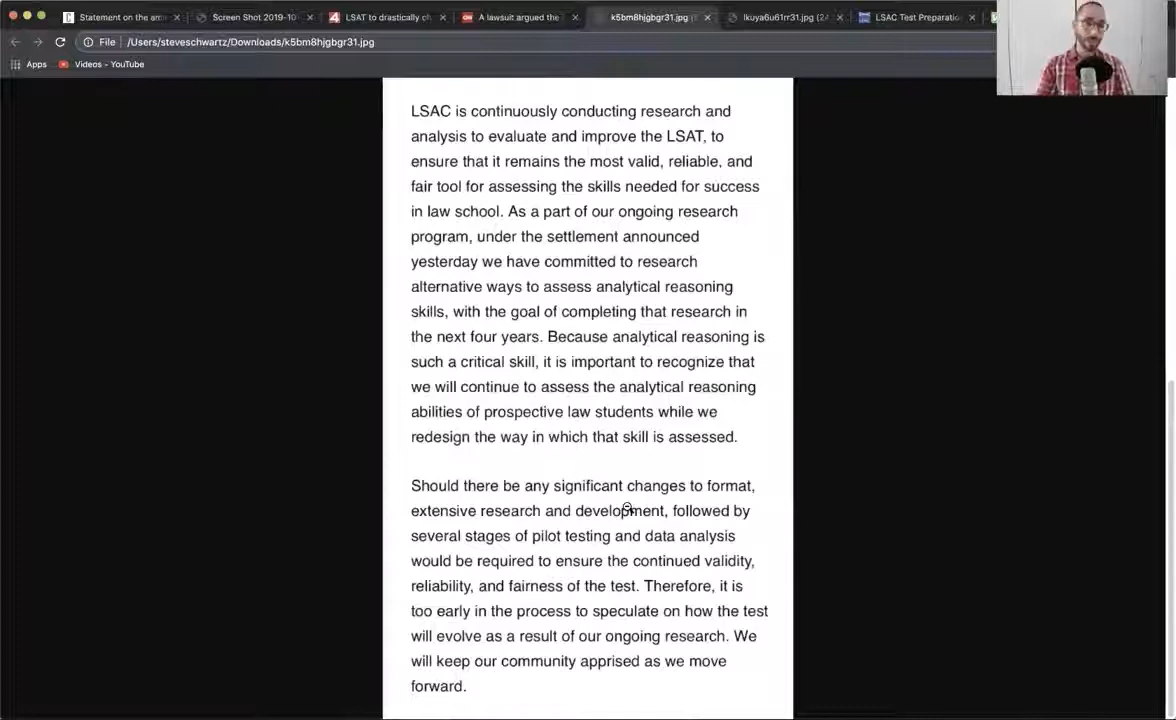 Statement on the am
Screen Shot 2019-10-
LSAT to drastically ch
A lawsuit argued the
k5bm8hjgbgr31.jpg
LSAC Test Preparatio
File
/Users/steveschwartz/Downloads/k5bm8hjgbgr31.jpg
Apps
Videos - YouTube
LSAC is continuously conducting research and
analysis to evaluate and improve the LSAT, to
ensure that it remains the most valid, reliable, and
fair tool for assessing the skills needed for success
in law school. As a part of our ongoing research
program, under the settlement announced
yesterday we have committed to research
alternative ways to assess analytical reasoning
skills, with the goal of completing that research in
the next four years. Because analytical reasoning is
such a critical skill, it is important to recognize that
we will continue to assess the analytical reasoning
abilities of prospective law students while we
redesign the way in which that skill is assessed.
Should there be any significant changes to format,
extensive research and development, followed by
several stages of pilot testing and data analysis
would be required to ensure the continued validity,
reliability, and fairness of the test. Therefore, it is
too early in the process to speculate on how the test
will evolve as a result of our ongoing research. We
will keep our community apprised as we move
forward.